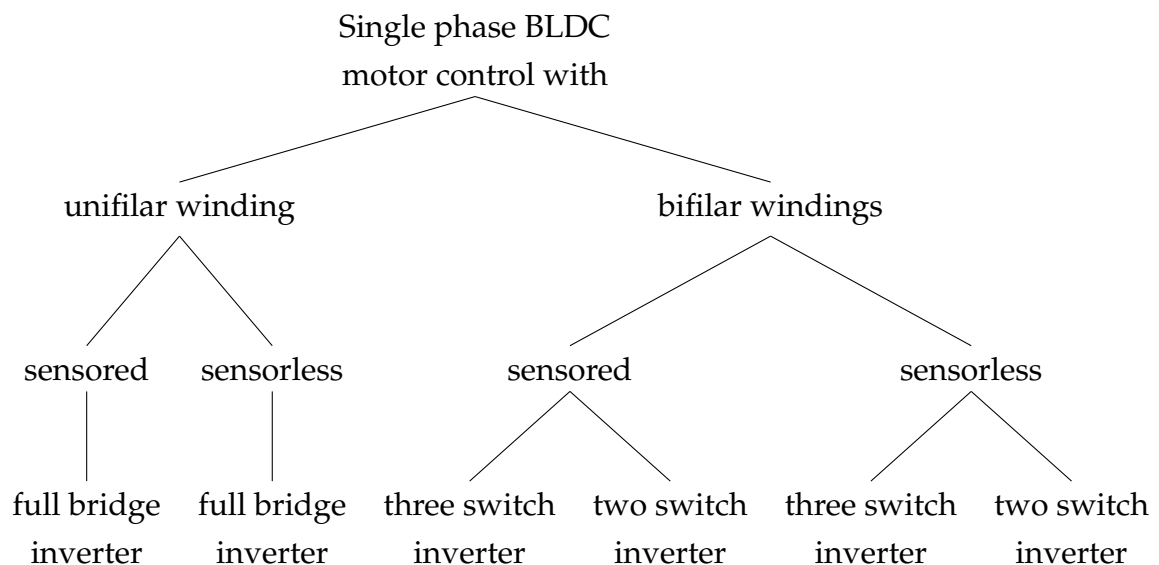 Single phase BLDC
motor control with
unifilar winding
bifilar windings
sensored
sensorless
sensored
sensorless
full bridge
inverter
full bridge
inverter
three switch
inverter
two switch
inverter
three switch
inverter
two switch
inverter